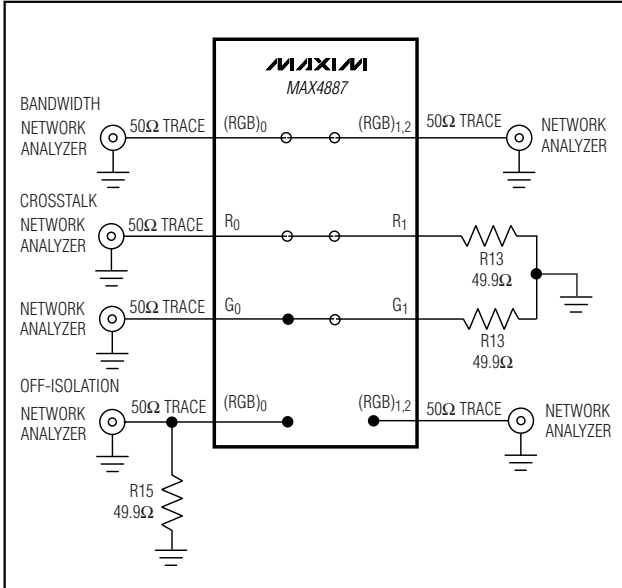 MAXIM
MAX4887
BANDWIDTH
NETWORK
ANALYZER
50Ω TRACE
(RGB)0
(RGB)1,2
50Ω TRACE
NETWORK
ANALYZER
CROSSTALK
NETWORK
ANALYZER
50Ω TRACE
R0
R1
R13
49.9Ω
NETWORK
ANALYZER
50Ω TRACE
G0
G1
R13
49.9Ω
OFF-ISOLATION
NETWORK
ANALYZER
50Ω TRACE
(RGB)0
(RGB)1,2
50Ω TRACE
NETWORK
ANALYZER
R15
49.9Ω